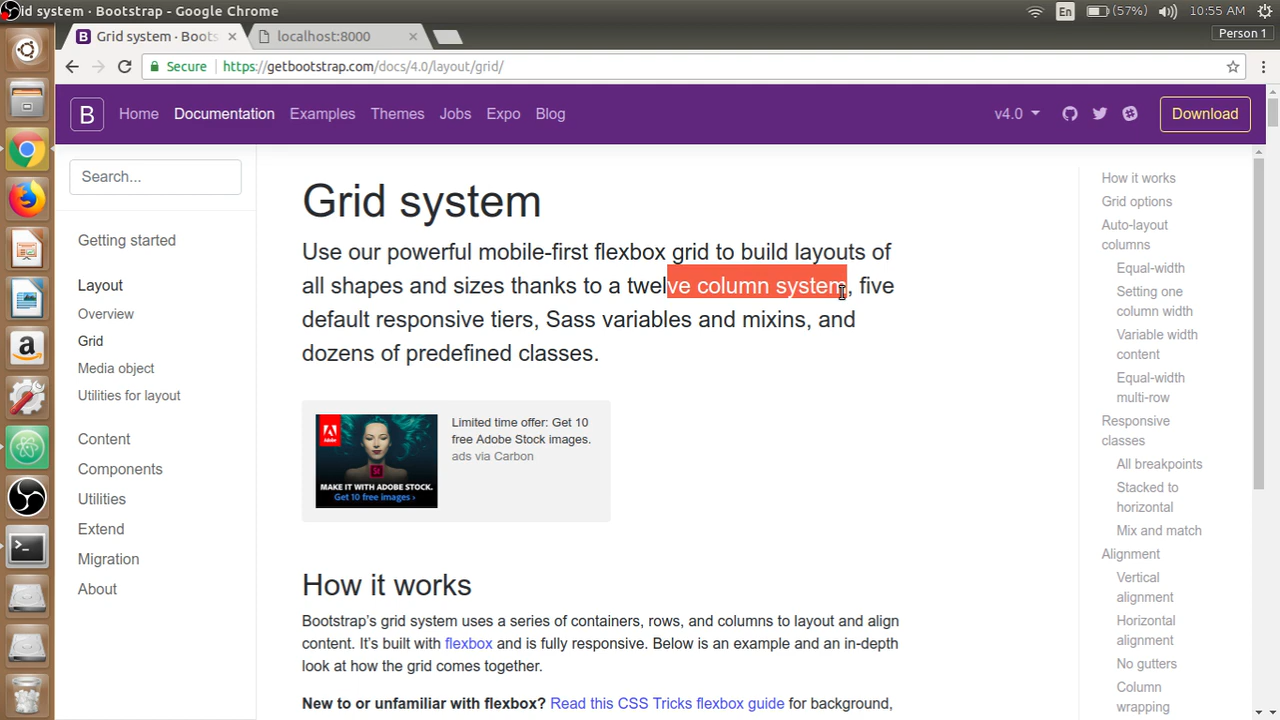 id system - Bootstrap - Google Chrome
En
(57%)
10:55 AM
Grid system · Boots
localhost:8000
Person 1
Secure
https://getbootstrap.com/docs/4.0/layout/grid/
B
Home
Documentation
Examples
Themes
Jobs
Expo
Blog
v4.0
Download
Search...
Getting started
Layout
Overview
Grid
Media object
Utilities for layout
Content
Components
Utilities
Extend
Migration
About
Grid system
Use our powerful mobile-first flexbox grid to build layouts of
all shapes and sizes thanks to a twelve column system, five
default responsive tiers, Sass variables and mixins, and
dozens of predefined classes.
MAKE IT WITH ADOBE STOCK.
Get 10 free images ›
Limited time offer: Get 10
free Adobe Stock images.
ads via Carbon
How it works
Bootstrap's grid system uses a series of containers, rows, and columns to layout and align
content. It's built with flexbox and is fully responsive. Below is an example and an in-depth
look at how the grid comes together.
New to or unfamiliar with flexbox? Read this CSS Tricks flexbox guide for background,
How it works
Grid options
Auto-layout
columns
Equal-width
Setting one
column width
Variable width
content
Equal-width
multi-row
Responsive
classes
All breakpoints
Stacked to
horizontal
Mix and match
Alignment
Vertical
alignment
Horizontal
alignment
No gutters
Column
wrapping